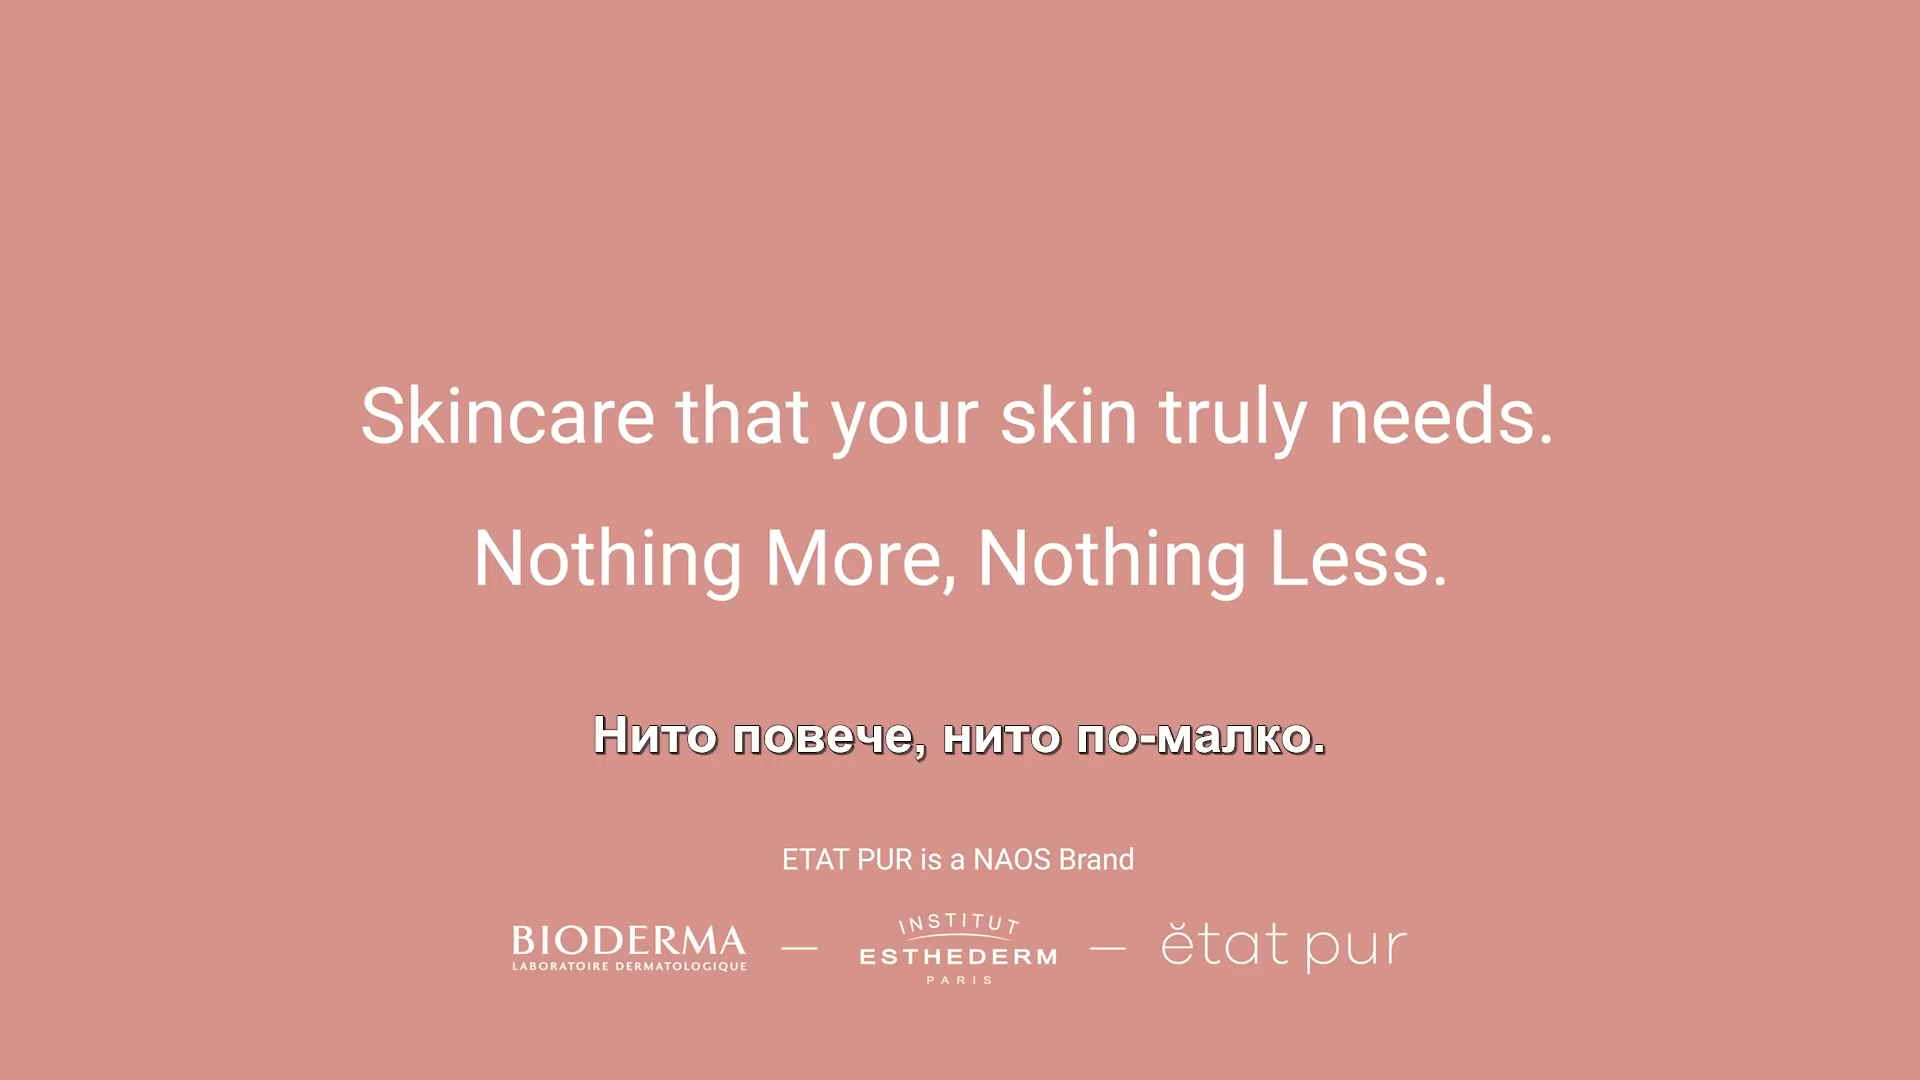 Skincare that your skin truly needs.
Nothing More, Nothing Less.
Нито повече, нито по-малко.
ETAT PUR is a NAOS Brand
BIODERMA
LABORATOIRE DERMATOLOGIQUE
INSTITUT
ESTHEDERM
PARIS
ĕtat pur